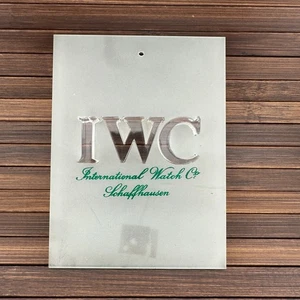 IWC
International Watch Co.
Schaffhausen